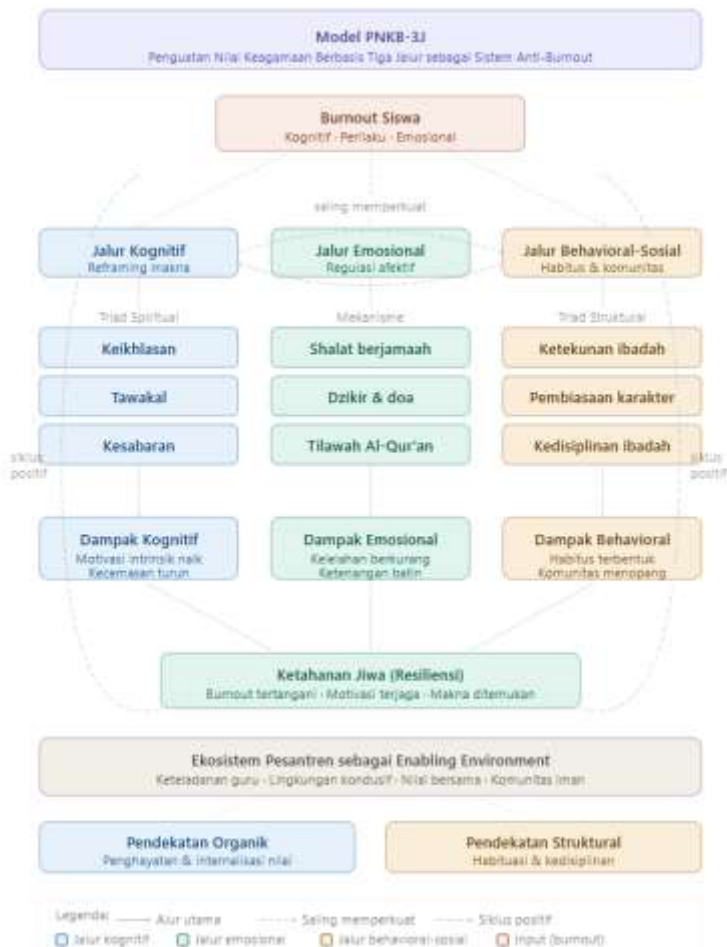 Model PNKB-3J
Penguatan Nilai Keagamaan Berbasis Tiga Jalur sebagai Sistem Anti-Burnout
Burnout Siswa
Kognitif · Perilaku · Emosional
saling memperkuat
Jalur Kognitif
Reframing makna
Jalur Emosional
Regulasi afektif
Jalur Behavioral-Sosial
Habitus & komunitas
Triad Spiritual
Mekanisme
Triad Struktural
Keikhlasan
Shalat berjamaah
Ketekunan ibadah
Tawakal
Dzikir & doa
Pembiasaan karakter
Kesabaran
Tilawah Al-Qur'an
Kedisiplinan ibadah
siklus
positif
siklus
positif
Dampak Kognitif
Motivasi intrinsik naik
Kecemasan turun
Dampak Emosional
Kelelahan berkurang
Ketenangan batin
Dampak Behavioral
Habitus terbentuk
Komunitas menopang
Ketahanan Jiwa (Resiliensi)
Burnout tertangani · Motivasi terjaga · Makna ditemukan
Ekosistem Pesantren sebagai Enabling Environment
Keteladanan guru · Lingkungan kondusif · Nilai bersama · Komunitas iman
Pendekatan Organik
Penghayatan & internalisasi nilai
Pendekatan Struktural
Habituasi & kedisiplinan
Legenda: Alur utama Saling memperkuat Siklus positif
Jalur kognitif Jalur emosional Jalur behavioral-sosial Input (burnout)